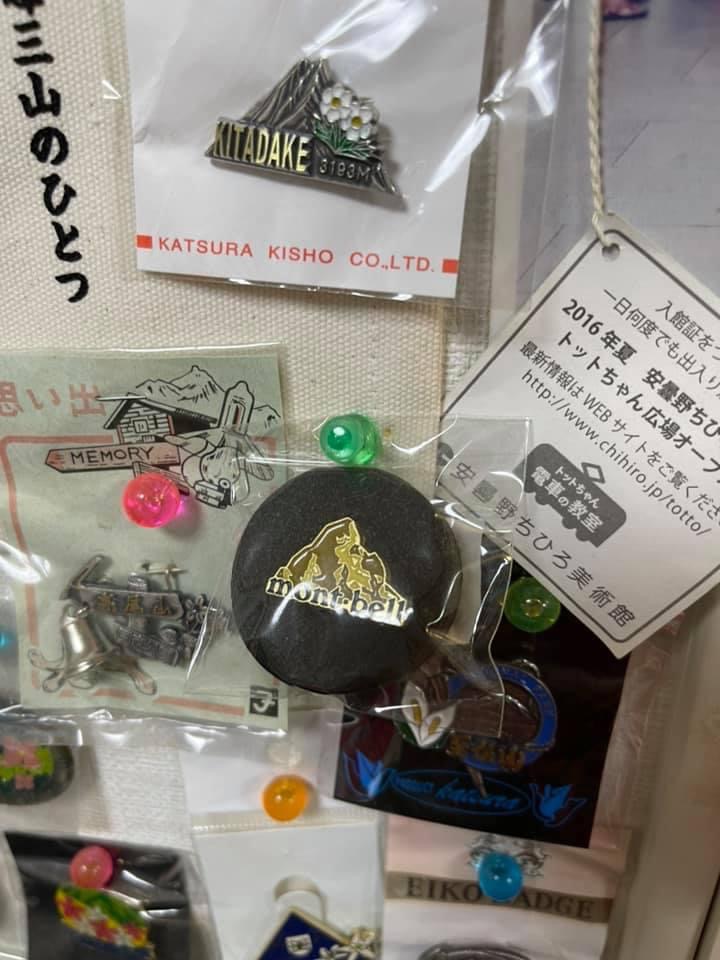 三山のひとつ
KITADAKE
3193M
KATSURA KISHO CO.,LTD.
思い出
MEMORY
mont-bell
入館証を
一日何度でも出入り
2016年夏 安曇野ちひ
トットちゃん広場オープ
最新情報はWEBサイトをご覧くださ
http://www.chihiro.jp/totto/
トットちゃん
電車の教室
安曇野ちひろ美術館
EIKO BADGE